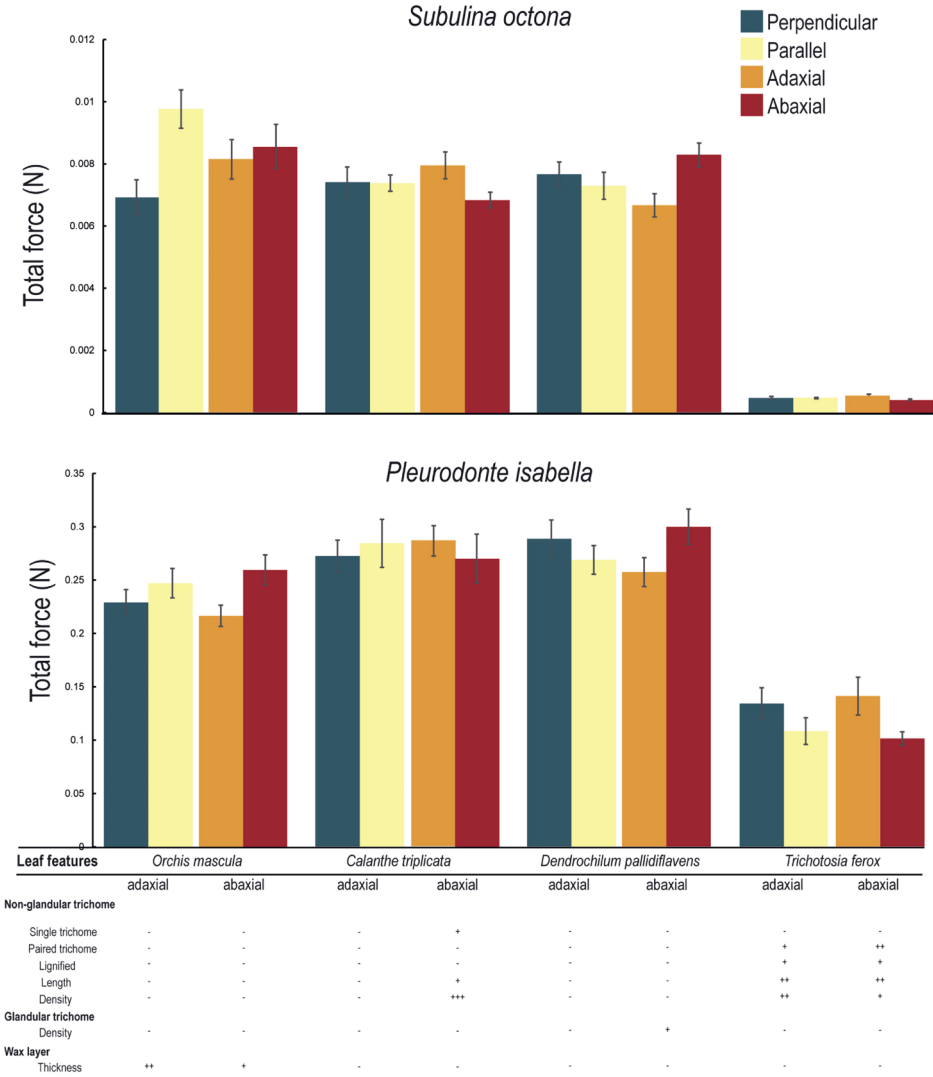 Subulina octona
Perpendicular
Parallel
Adaxial
Abaxial
Total force (N)
0.012
0.01
0.008
0.006
0.004
0.002
0
Pleurodonte isabella
Total force (N)
0.35
0.3
0.25
0.2
0.15
0.1
0.05
0
Leaf features Orchis mascula Calanthe triplicata Dendrochilum pallidiflavens Trichotosia ferox
adaxial abaxial adaxial abaxial adaxial abaxial adaxial abaxial
Non-glandular trichome
Single trichome - - - + - - - -
Paired trichome - - - - - - + ++
Lignified - - - - - - + +
Length - - - + - - ++ ++
Density - - - +++ - - ++ +
Glandular trichome
Density - - - - - + - -
Wax layer
Thickness ++ + - - - - - -